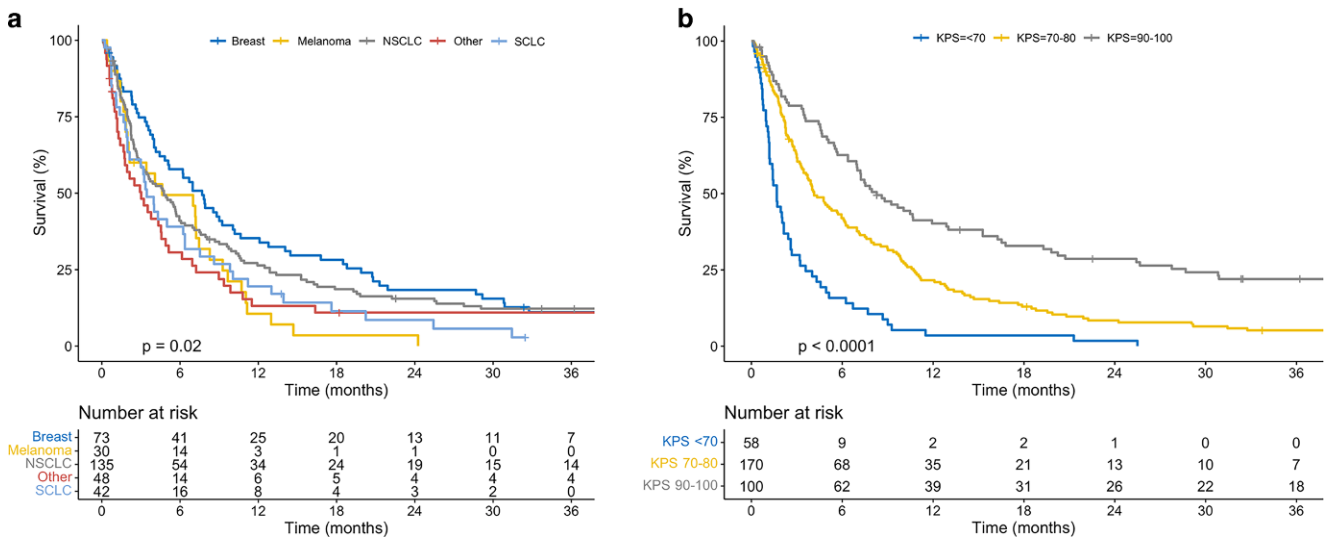 a
Breast Melanoma NSCLC Other SCLC
100
75
50
25
0
Survival (%)
p = 0.02
0 6 12 18 24 30 36
Time (months)
Number at risk
Breast 73 41 25 20 13 11 7
Melanoma 30 14 3 1 1 0 0
NSCLC 135 54 34 24 19 15 14
Other 48 14 6 5 4 4 4
SCLC 42 16 8 4 3 2 0
0 6 12 18 24 30 36
Time (months)
b
KPS=<70 KPS=70-80 KPS=90-100
100
75
50
25
0
Survival (%)
p < 0.0001
0 6 12 18 24 30 36
Time (months)
Number at risk
KPS <70 58 9 2 2 1 0 0
KPS 70-80 170 68 35 21 13 10 7
KPS 90-100 100 62 39 31 26 22 18
0 6 12 18 24 30 36
Time (months)